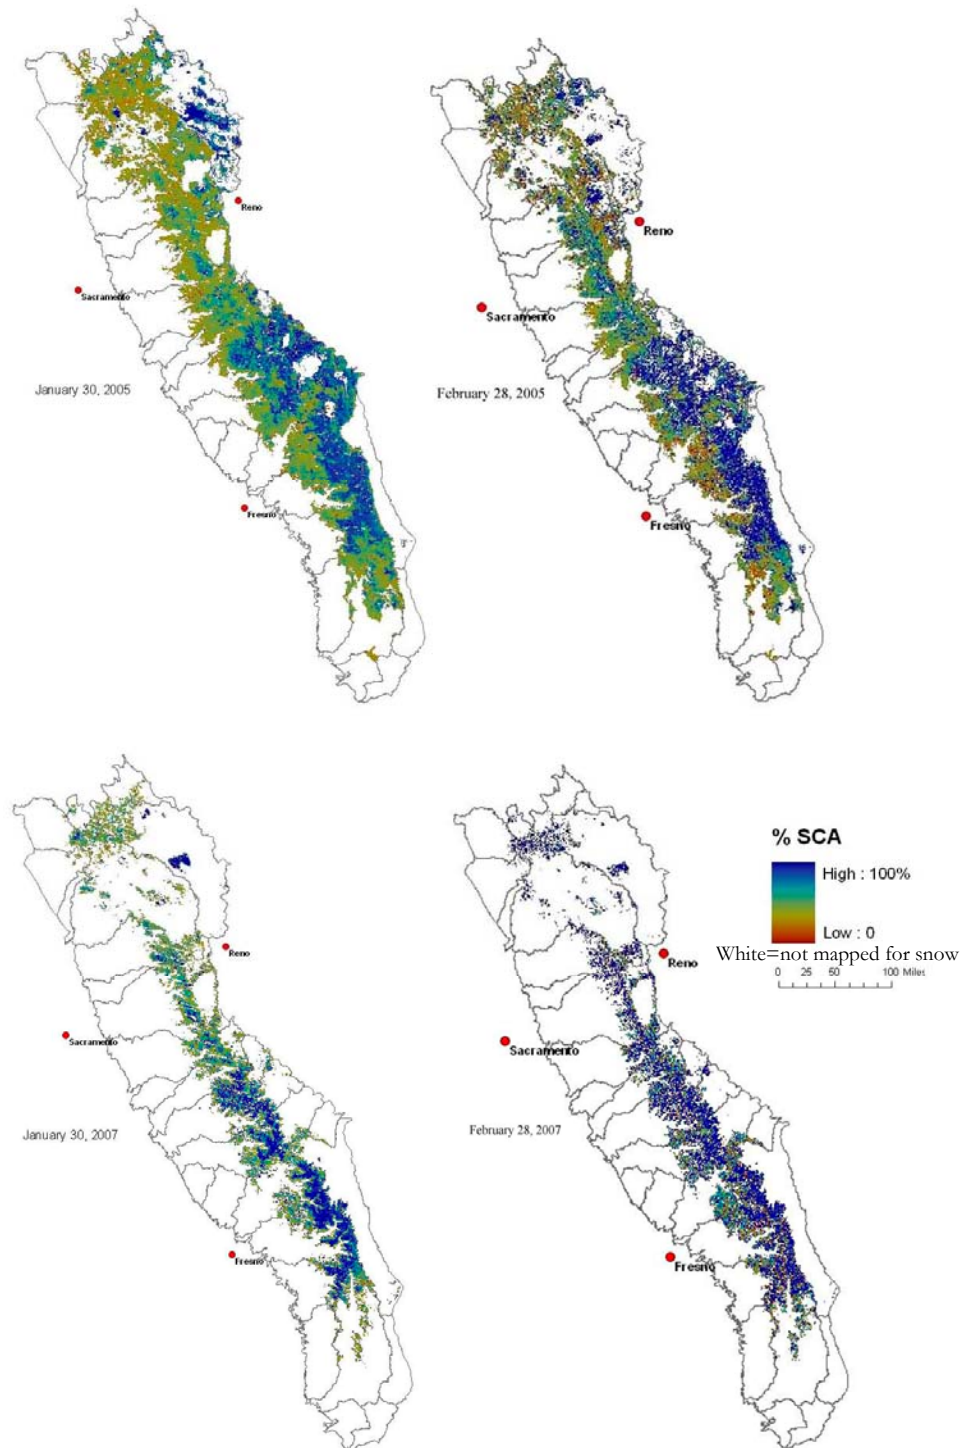 Reno
Sacramento
January 30, 2005
Fresno
Reno
Sacramento
February 28, 2005
Fresno
Reno
Sacramento
January 30, 2007
Fresno
Reno
Sacramento
February 28, 2007
Fresno
% SCA
High : 100%
Low : 0
White=not mapped for snow
0 25 50 100 Miles